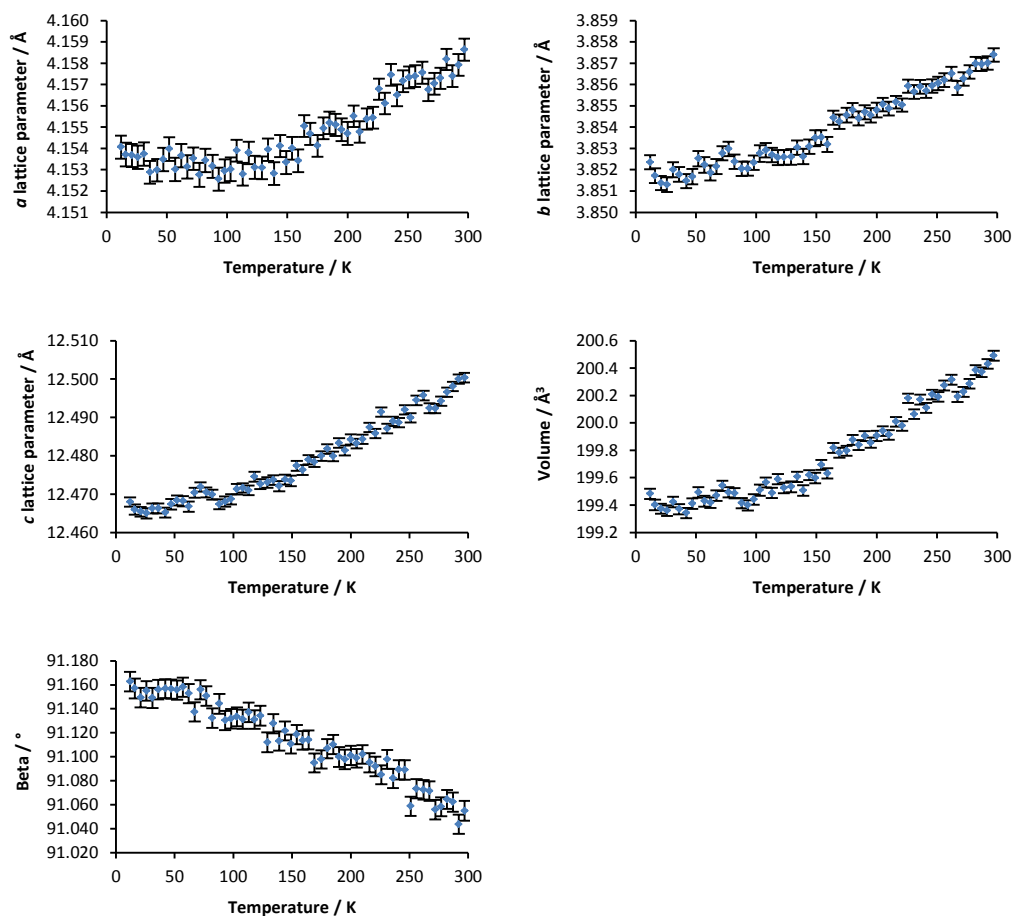 4.160
4.159
4.157
4.156
4.155
4.154
4.153
4.152
4.151
a lattice parameter / Å
0 50 100 150 200 250 300
Temperature / K
3.859
3.858
3.857
3.856
3.855
3.854
3.853
3.852
3.851
3.850
b lattice parameter / Å
0 50 100 150 200 250 300
Temperature / K
12.510
12.500
12.490
12.480
12.470
12.460
c lattice parameter / Å
0 50 100 150 200 250 300
Temperature / K
200.6
200.4
200.2
200.0
199.8
199.6
199.4
199.2
Volume / Å³
0 50 100 150 200 250 300
Temperature / K
91.180
91.160
91.140
91.120
91.100
91.080
91.060
91.040
91.020
Beta / °
0 50 100 150 200 250 300
Temperature / K